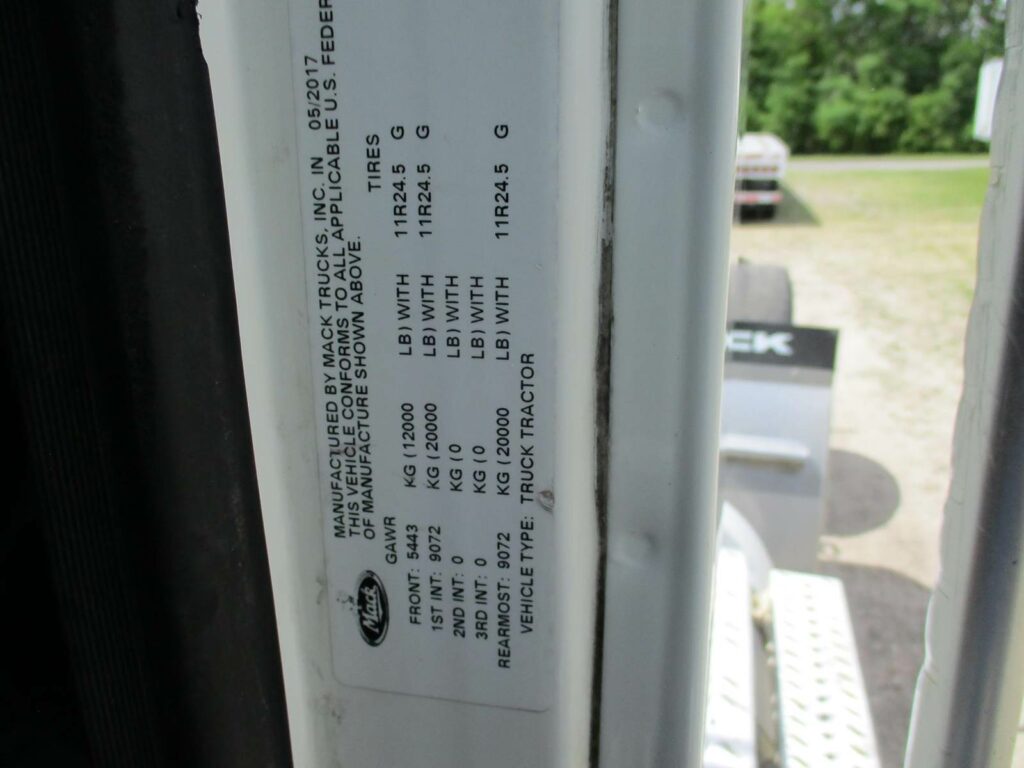 MANUFACTURED BY MACK TRUCKS, INC. IN 05/2017
THIS VEHICLE CONFORMS TO ALL APPLICABLE U.S. FEDER
OF MANUFACTURE SHOWN ABOVE.
Mack
GAWR TIRES
FRONT: 5443 KG (12000 LB) WITH 11R24.5 G
1ST INT: 9072 KG (20000 LB) WITH 11R24.5 G
2ND INT: 0 KG (0 LB) WITH
3RD INT: 0 KG (0 LB) WITH
REARMOST: 9072 KG (20000 LB) WITH 11R24.5 G
VEHICLE TYPE: TRUCK TRACTOR
CK